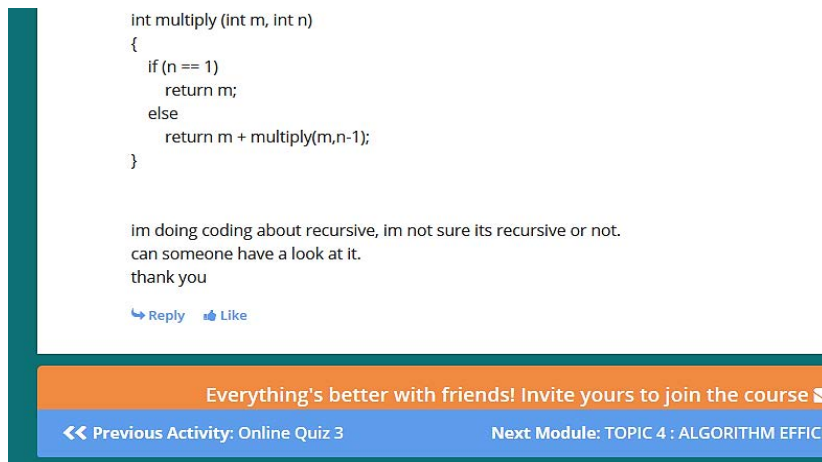 int multiply (int m, int n)
{
if (n == 1)
return m;
else
return m + multiply(m,n-1);
}
im doing coding about recursive, im not sure its recursive or not.
can someone have a look at it.
thank you
Reply Like
Everything's better with friends! Invite yours to join the course
Previous Activity: Online Quiz 3 Next Module: TOPIC 4 : ALGORITHM EFFIC